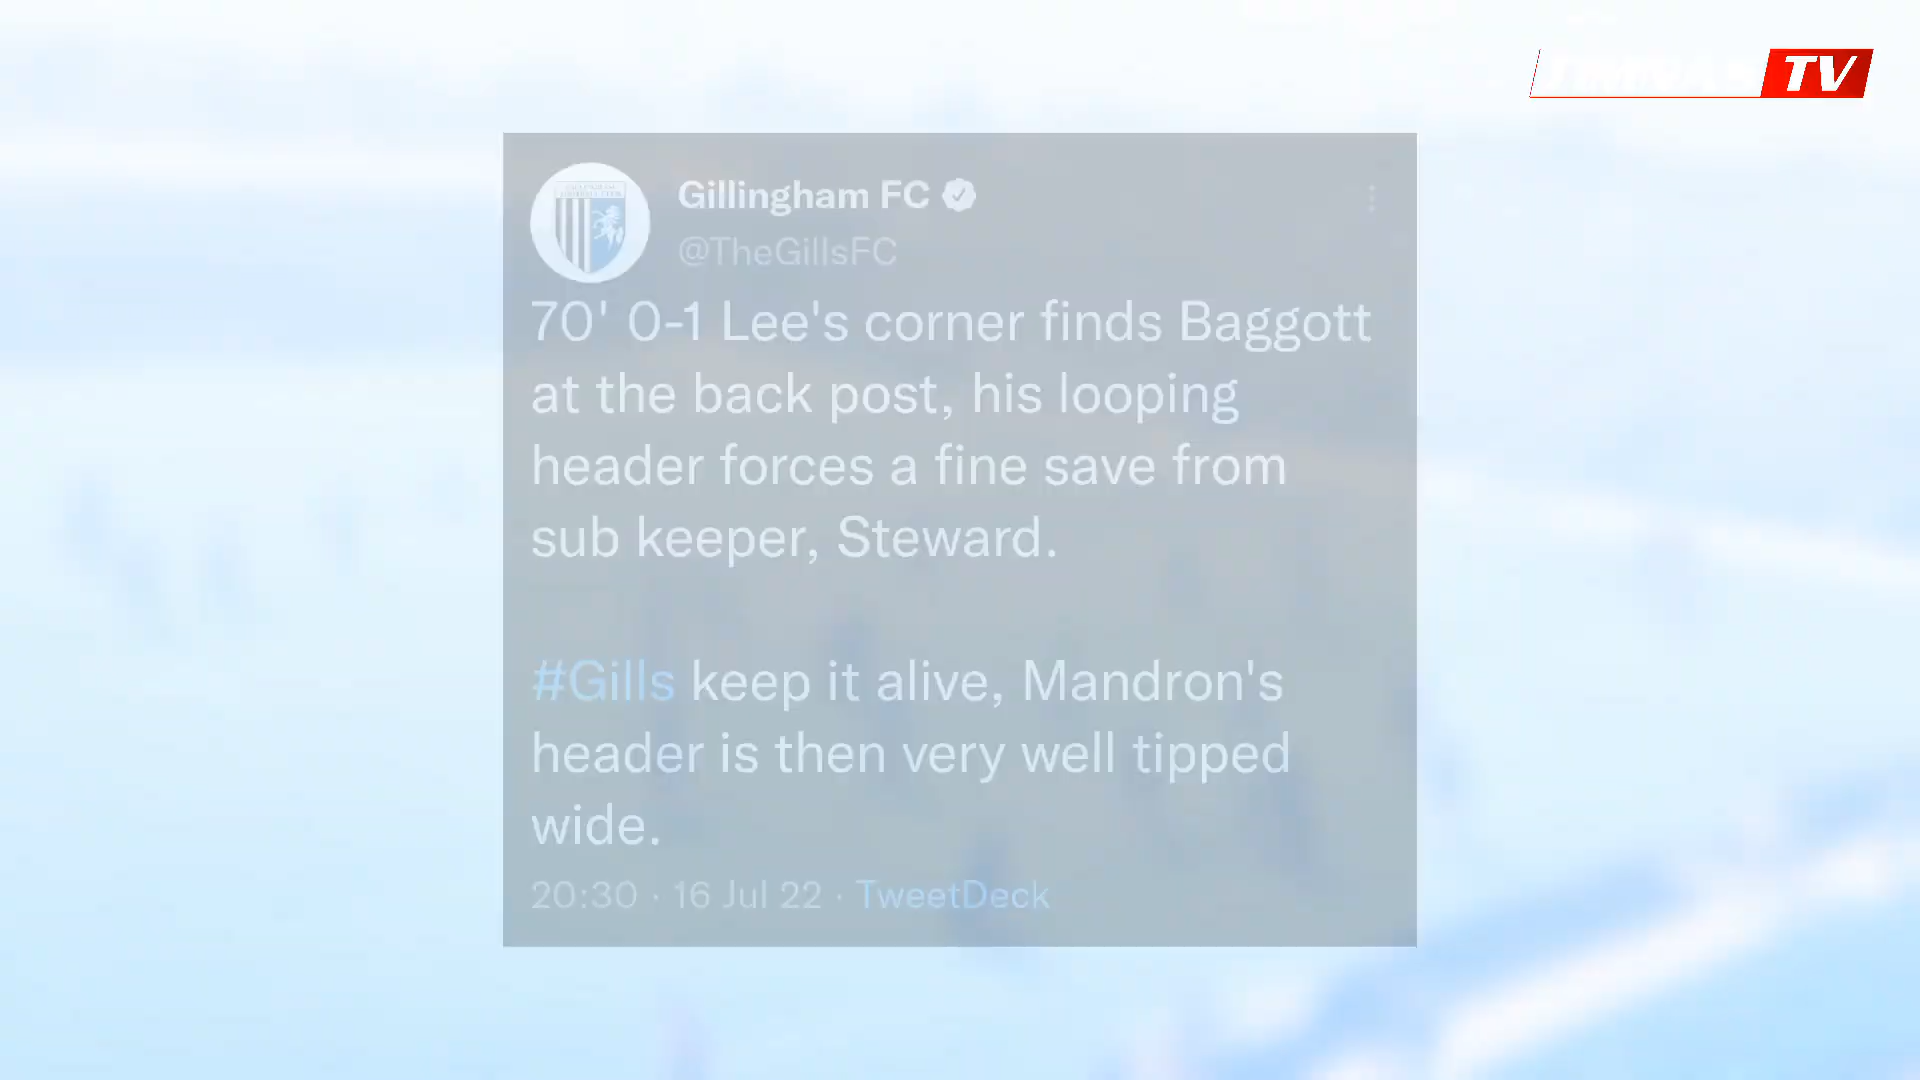 TV
Gillingham FC
@TheGillsFC
70' 0-1 Lee's corner finds Baggott
at the back post, his looping
header forces a fine save from
sub keeper, Steward.
#Gills keep it alive, Mandron's
header is then very well tipped
wide.
20:30 · 16 Jul 22 · TweetDeck